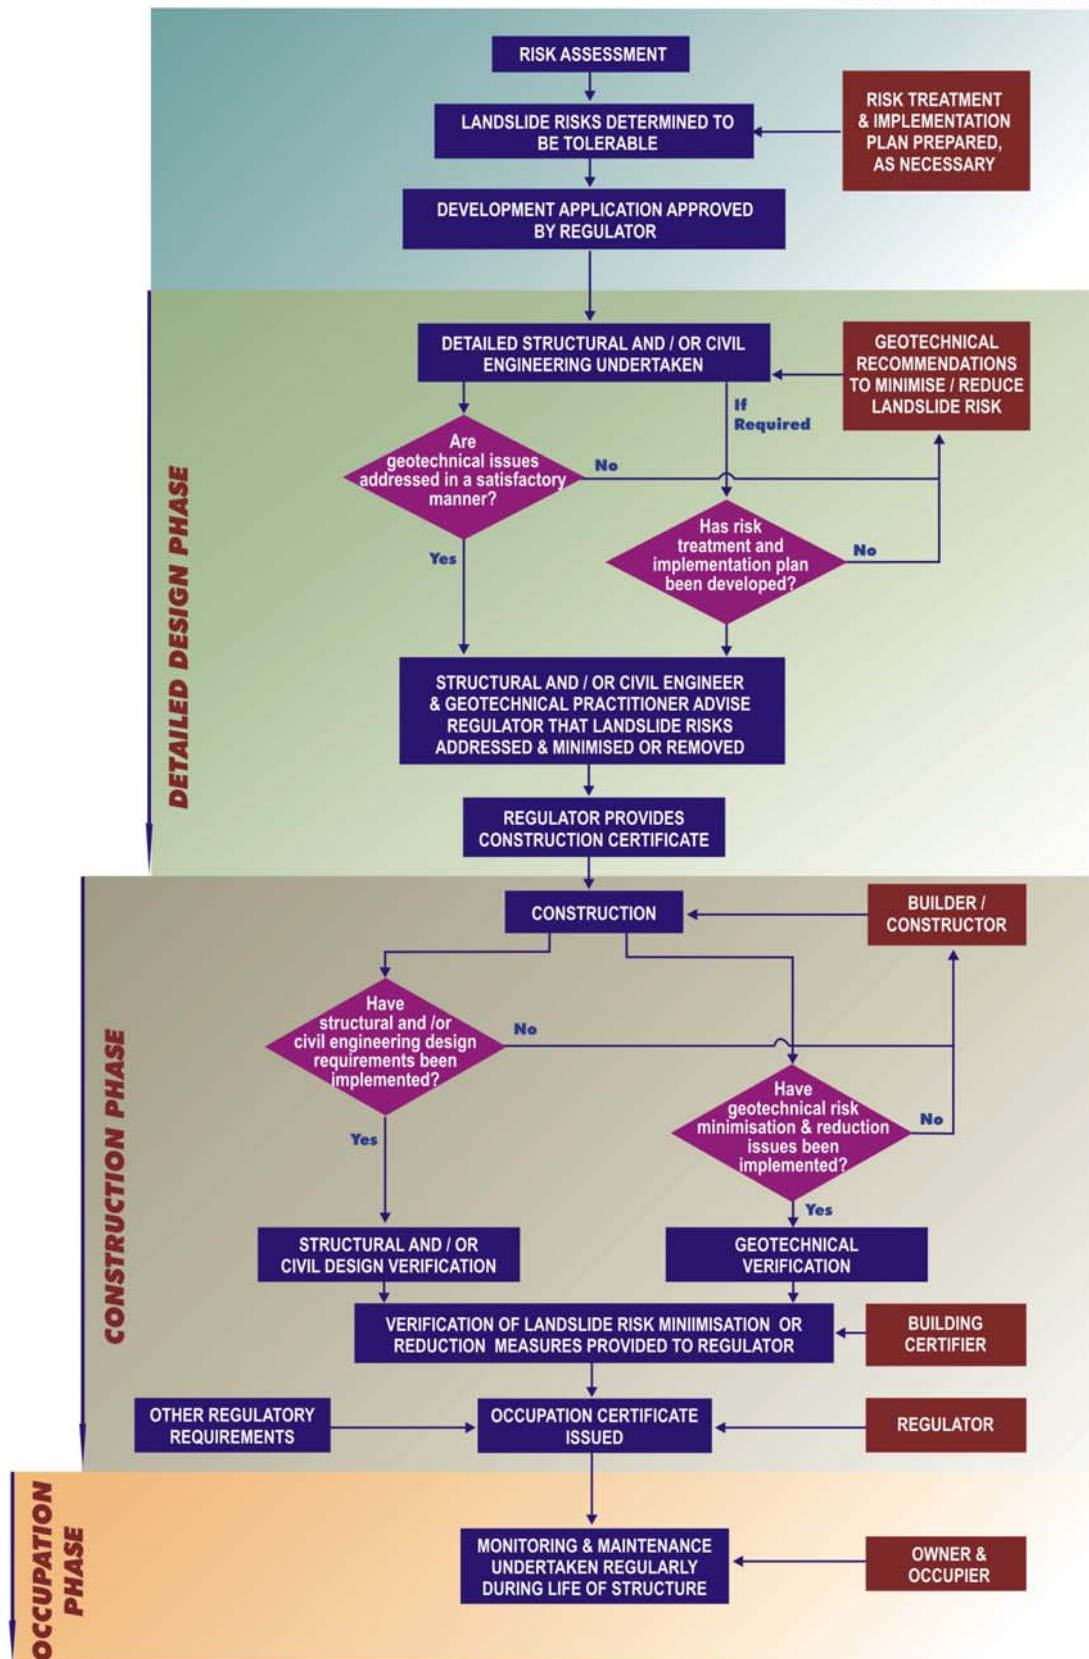 RISK ASSESSMENT
LANDSLIDE RISKS DETERMINED TO
BE TOLERABLE
RISK TREATMENT
& IMPLEMENTATION
PLAN PREPARED,
AS NECESSARY
DEVELOPMENT APPLICATION APPROVED
BY REGULATOR
DETAILED DESIGN PHASE
DETAILED STRUCTURAL AND / OR CIVIL
ENGINEERING UNDERTAKEN
GEOTECHNICAL
RECOMMENDATIONS
TO MINIMISE / REDUCE
LANDSLIDE RISK
If
Required
Are
geotechnical issues
addressed in a satisfactory
manner?
No
Yes
Has risk
treatment and
implementation plan
been developed?
No
STRUCTURAL AND / OR CIVIL ENGINEER
& GEOTECHNICAL PRACTITIONER ADVISE
REGULATOR THAT LANDSLIDE RISKS
ADDRESSED & MINIMISED OR REMOVED
REGULATOR PROVIDES
CONSTRUCTION CERTIFICATE
CONSTRUCTION PHASE
CONSTRUCTION
BUILDER /
CONSTRUCTOR
Have
structural and /or
civil engineering design
requirements been
implemented?
No
Yes
Have
geotechnical risk
minimisation & reduction
issues been
implemented?
No
Yes
STRUCTURAL AND / OR
CIVIL DESIGN VERIFICATION
GEOTECHNICAL
VERIFICATION
VERIFICATION OF LANDSLIDE RISK MINIIMISATION OR
REDUCTION MEASURES PROVIDED TO REGULATOR
BUILDING
CERTIFIER
OTHER REGULATORY
REQUIREMENTS
OCCUPATION CERTIFICATE
ISSUED
REGULATOR
OCCUPATION
PHASE
MONITORING & MAINTENANCE
UNDERTAKEN REGULARLY
DURING LIFE OF STRUCTURE
OWNER &
OCCUPIER